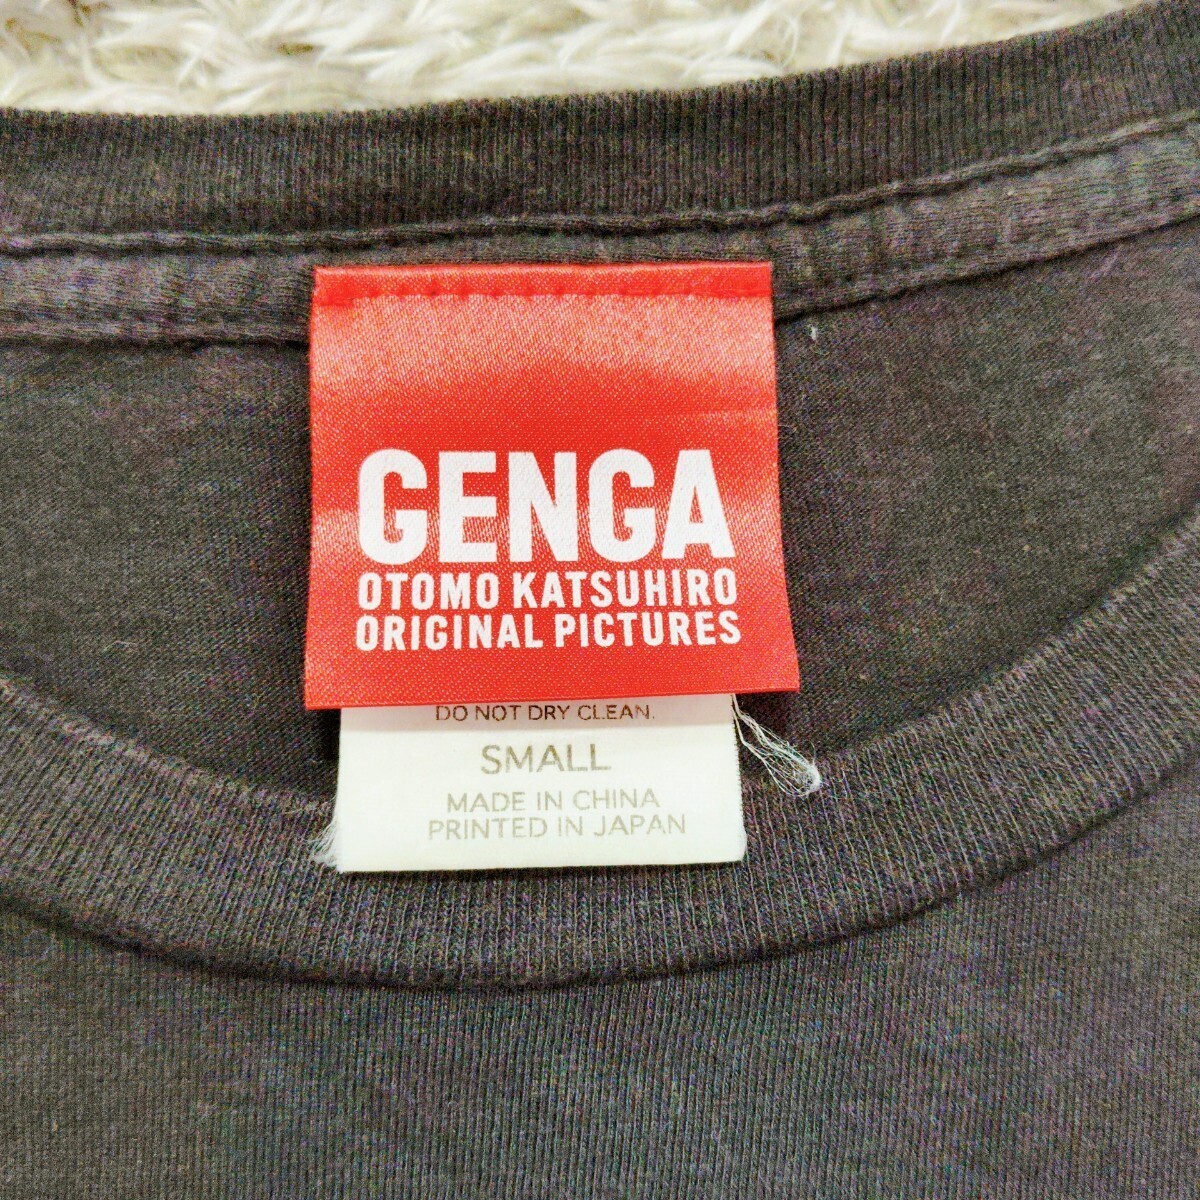 GENGA
OTOMO KATSUHIRO
ORIGINAL PICTURES
DO NOT DRY CLEAN.
SMALL
MADE IN CHINA
PRINTED IN JAPAN